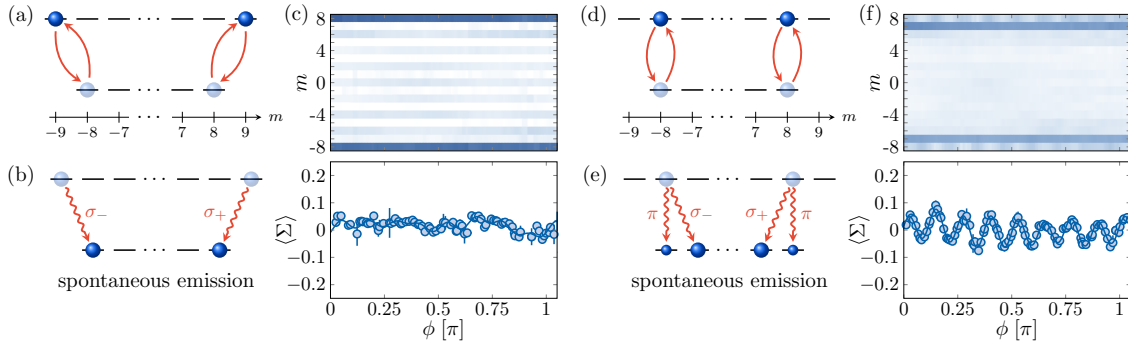 (a)
· · ·
· · ·
· · ·
−9 −8 −7 7 8 9 m
(b)
· · ·
σ− σ+
· · ·
spontaneous emission
(c)
8
4
0
-4
-8
m
0.2
0.1
0
−0.1
−0.2
⟨Σ⟩
0 0.25 0.5 0.75 1
ϕ [π]
(d)
· · ·
· · ·
· · ·
−9 −8 −7 7 8 9 m
(e)
· · ·
π σ− σ+ π
· · ·
spontaneous emission
(f)
8
4
0
-4
-8
m
0.2
0.1
0
−0.1
−0.2
⟨Σ⟩
0 0.25 0.5 0.75 1
ϕ [π]